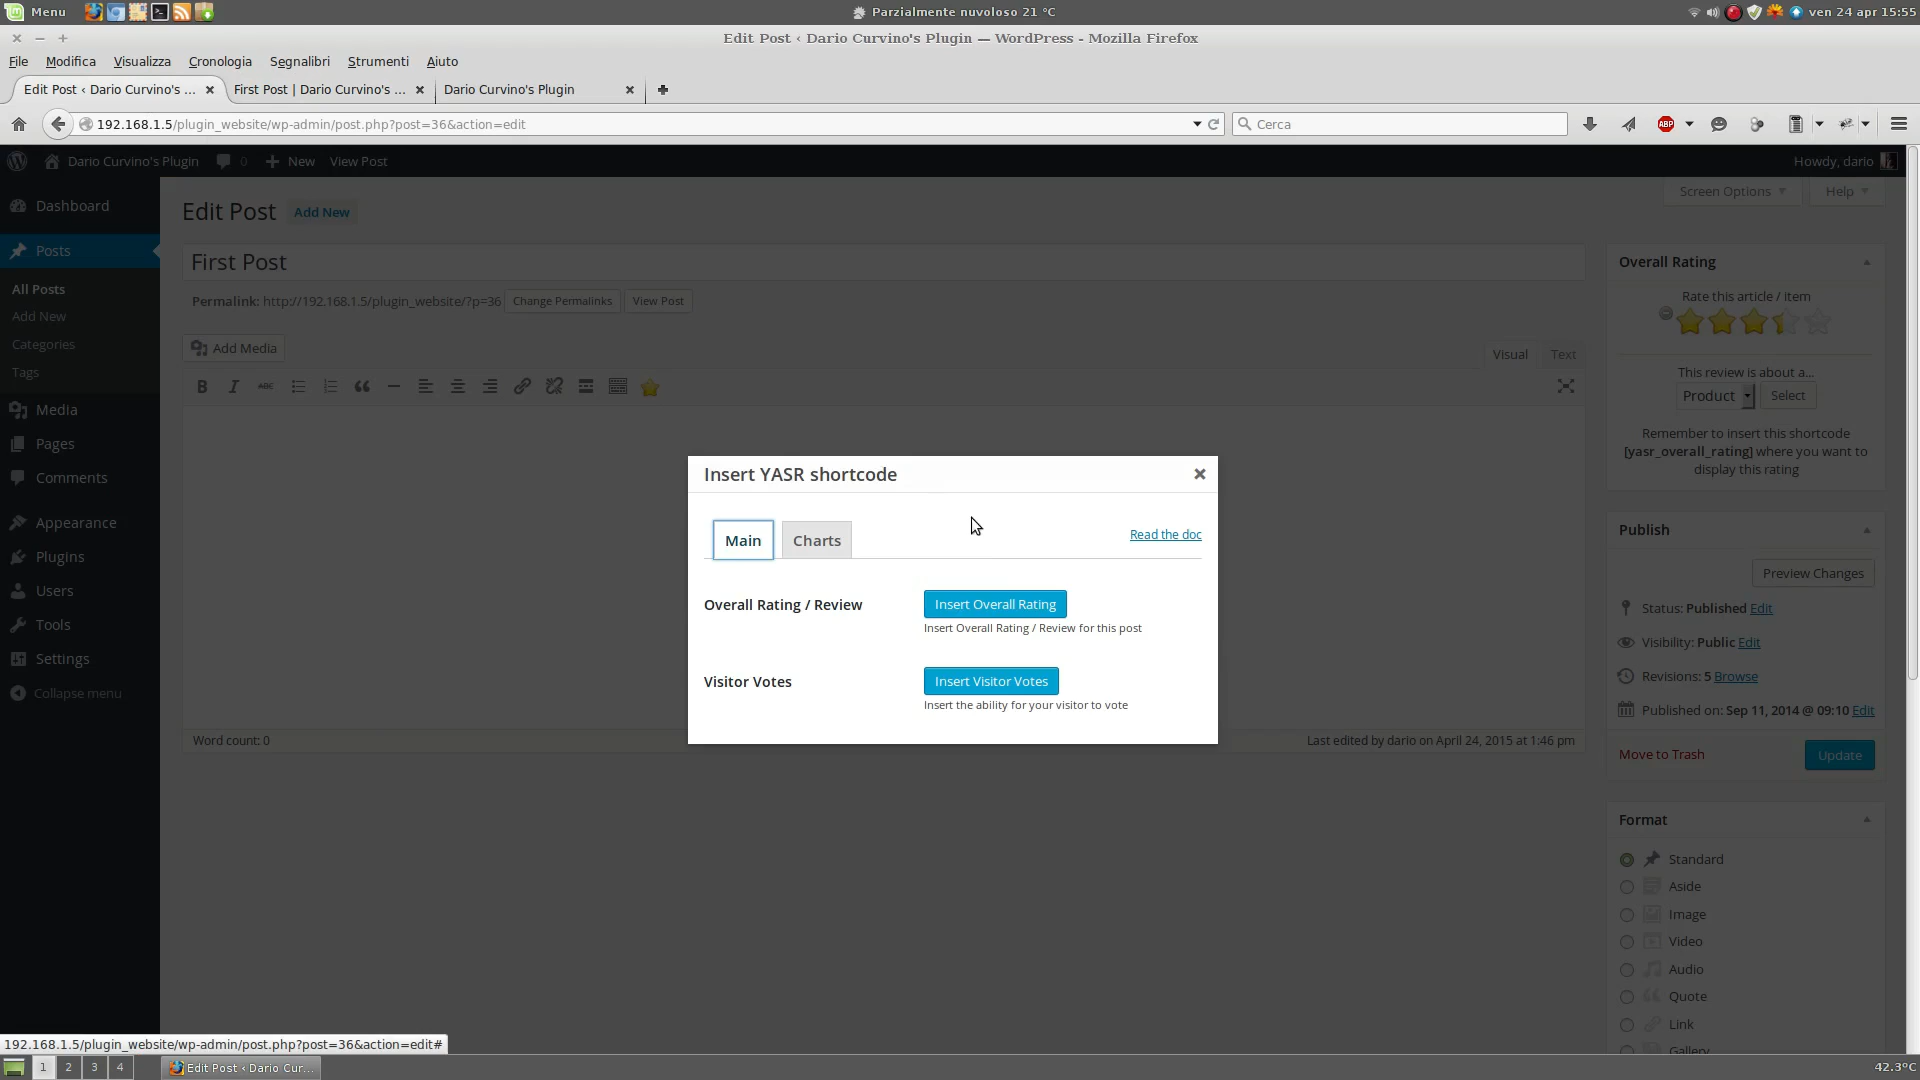 Menu
Parzialmente nuvoloso 21 °C
ven 24 apr 15:55
Edit Post ‹ Dario Curvino's Plugin — WordPress - Mozilla Firefox
File Modifica Visualizza Cronologia Segnalibri Strumenti Aiuto
Edit Post ‹ Dario Curvino's ...
First Post | Dario Curvino's ...
Dario Curvino's Plugin
192.168.1.5/plugin_website/wp-admin/post.php?post=36&action=edit
Cerca
ABP
Dario Curvino's Plugin 0 New View Post
Howdy, dario
Screen Options Help
Dashboard
Posts
All Posts
Add New
Categories
Tags
Media
Pages
Comments
Appearance
Plugins
Users
Tools
Settings
Collapse menu
Edit Post Add New
First Post
Permalink: http://192.168.1.5/plugin_website/?p=36 Change Permalinks View Post
Add Media
Visual Text
B I ABC
Word count: 0
Last edited by dario on April 24, 2015 at 1:46 pm
Insert YASR shortcode
Main Charts
Read the doc
Overall Rating / Review
Insert Overall Rating
Insert Overall Rating / Review for this post
Visitor Votes
Insert Visitor Votes
Insert the ability for your visitor to vote
Overall Rating
Rate this article / item
This review is about a...
Product Select
Remember to insert this shortcode
[yasr_overall_rating] where you want to
display this rating
Publish
Preview Changes
Status: Published Edit
Visibility: Public Edit
Revisions: 5 Browse
Published on: Sep 11, 2014 @ 09:10 Edit
Move to Trash Update
Format
Standard
Aside
Image
Video
Audio
Quote
Link
Gallery
192.168.1.5/plugin_website/wp-admin/post.php?post=36&action=edit#
1 2 3 4
Edit Post ‹ Dario Cur...
42.3°C